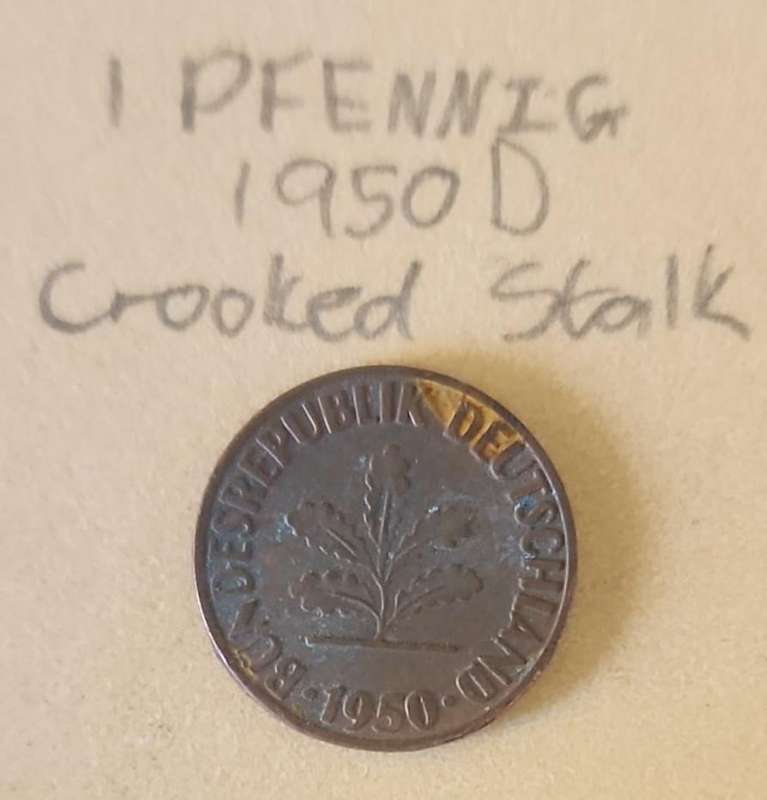 1 PFENNIG
1950 D
Crooked Stalk
BUNDESREPUBLIK DEUTSCHLAND
· 1950 ·